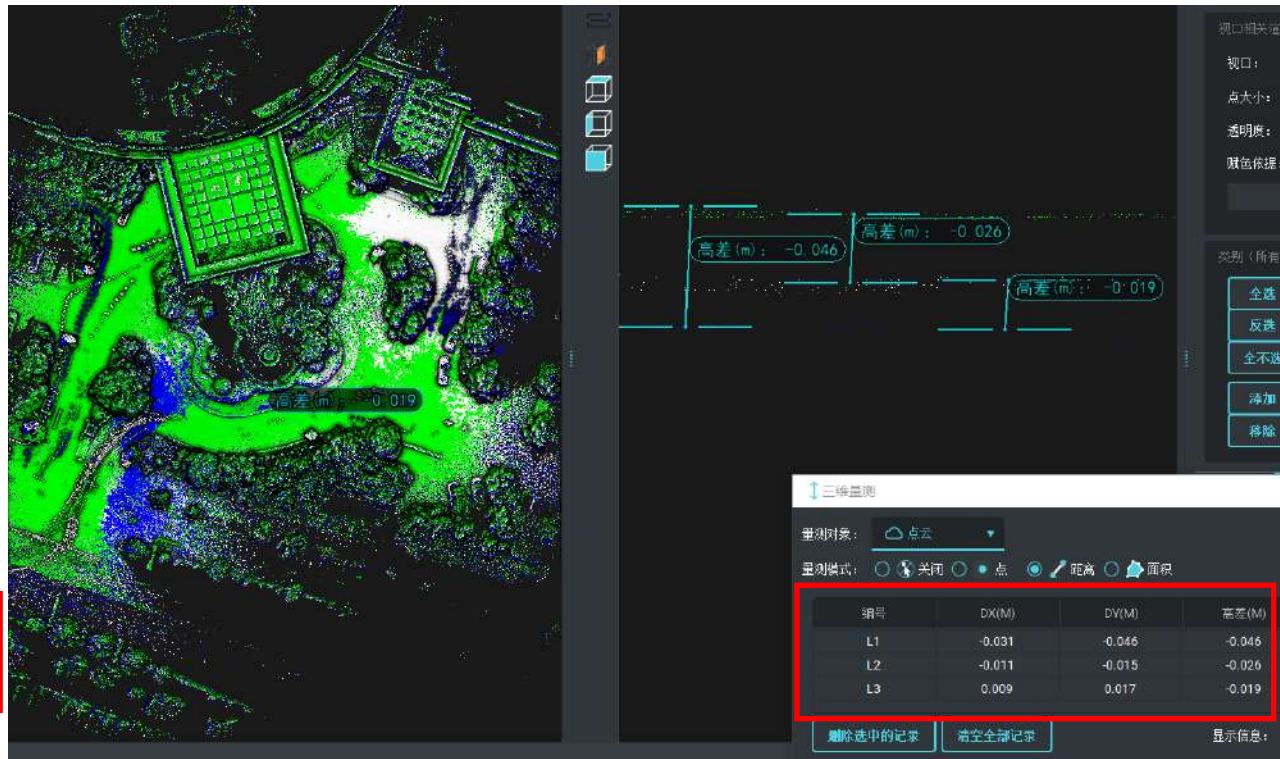 视口相关渲
视口：
点大小：
透明度：
赋色依据：
高差(m)： -0.026
高差(m)： -0.046
高差(m)： -0.019
类别（所有
全选
反选
全不选
添加
移除
高差(m)： -0.019
三维量测
量测对象： 点云
量测模式： 关闭 点 距离 面积
编号 DX(M) DY(M) 高差(M)
L1 -0.031 -0.046 -0.046
L2 -0.011 -0.015 -0.026
L3 0.009 0.017 -0.019
删除选中的记录 清空全部记录 显示信息：